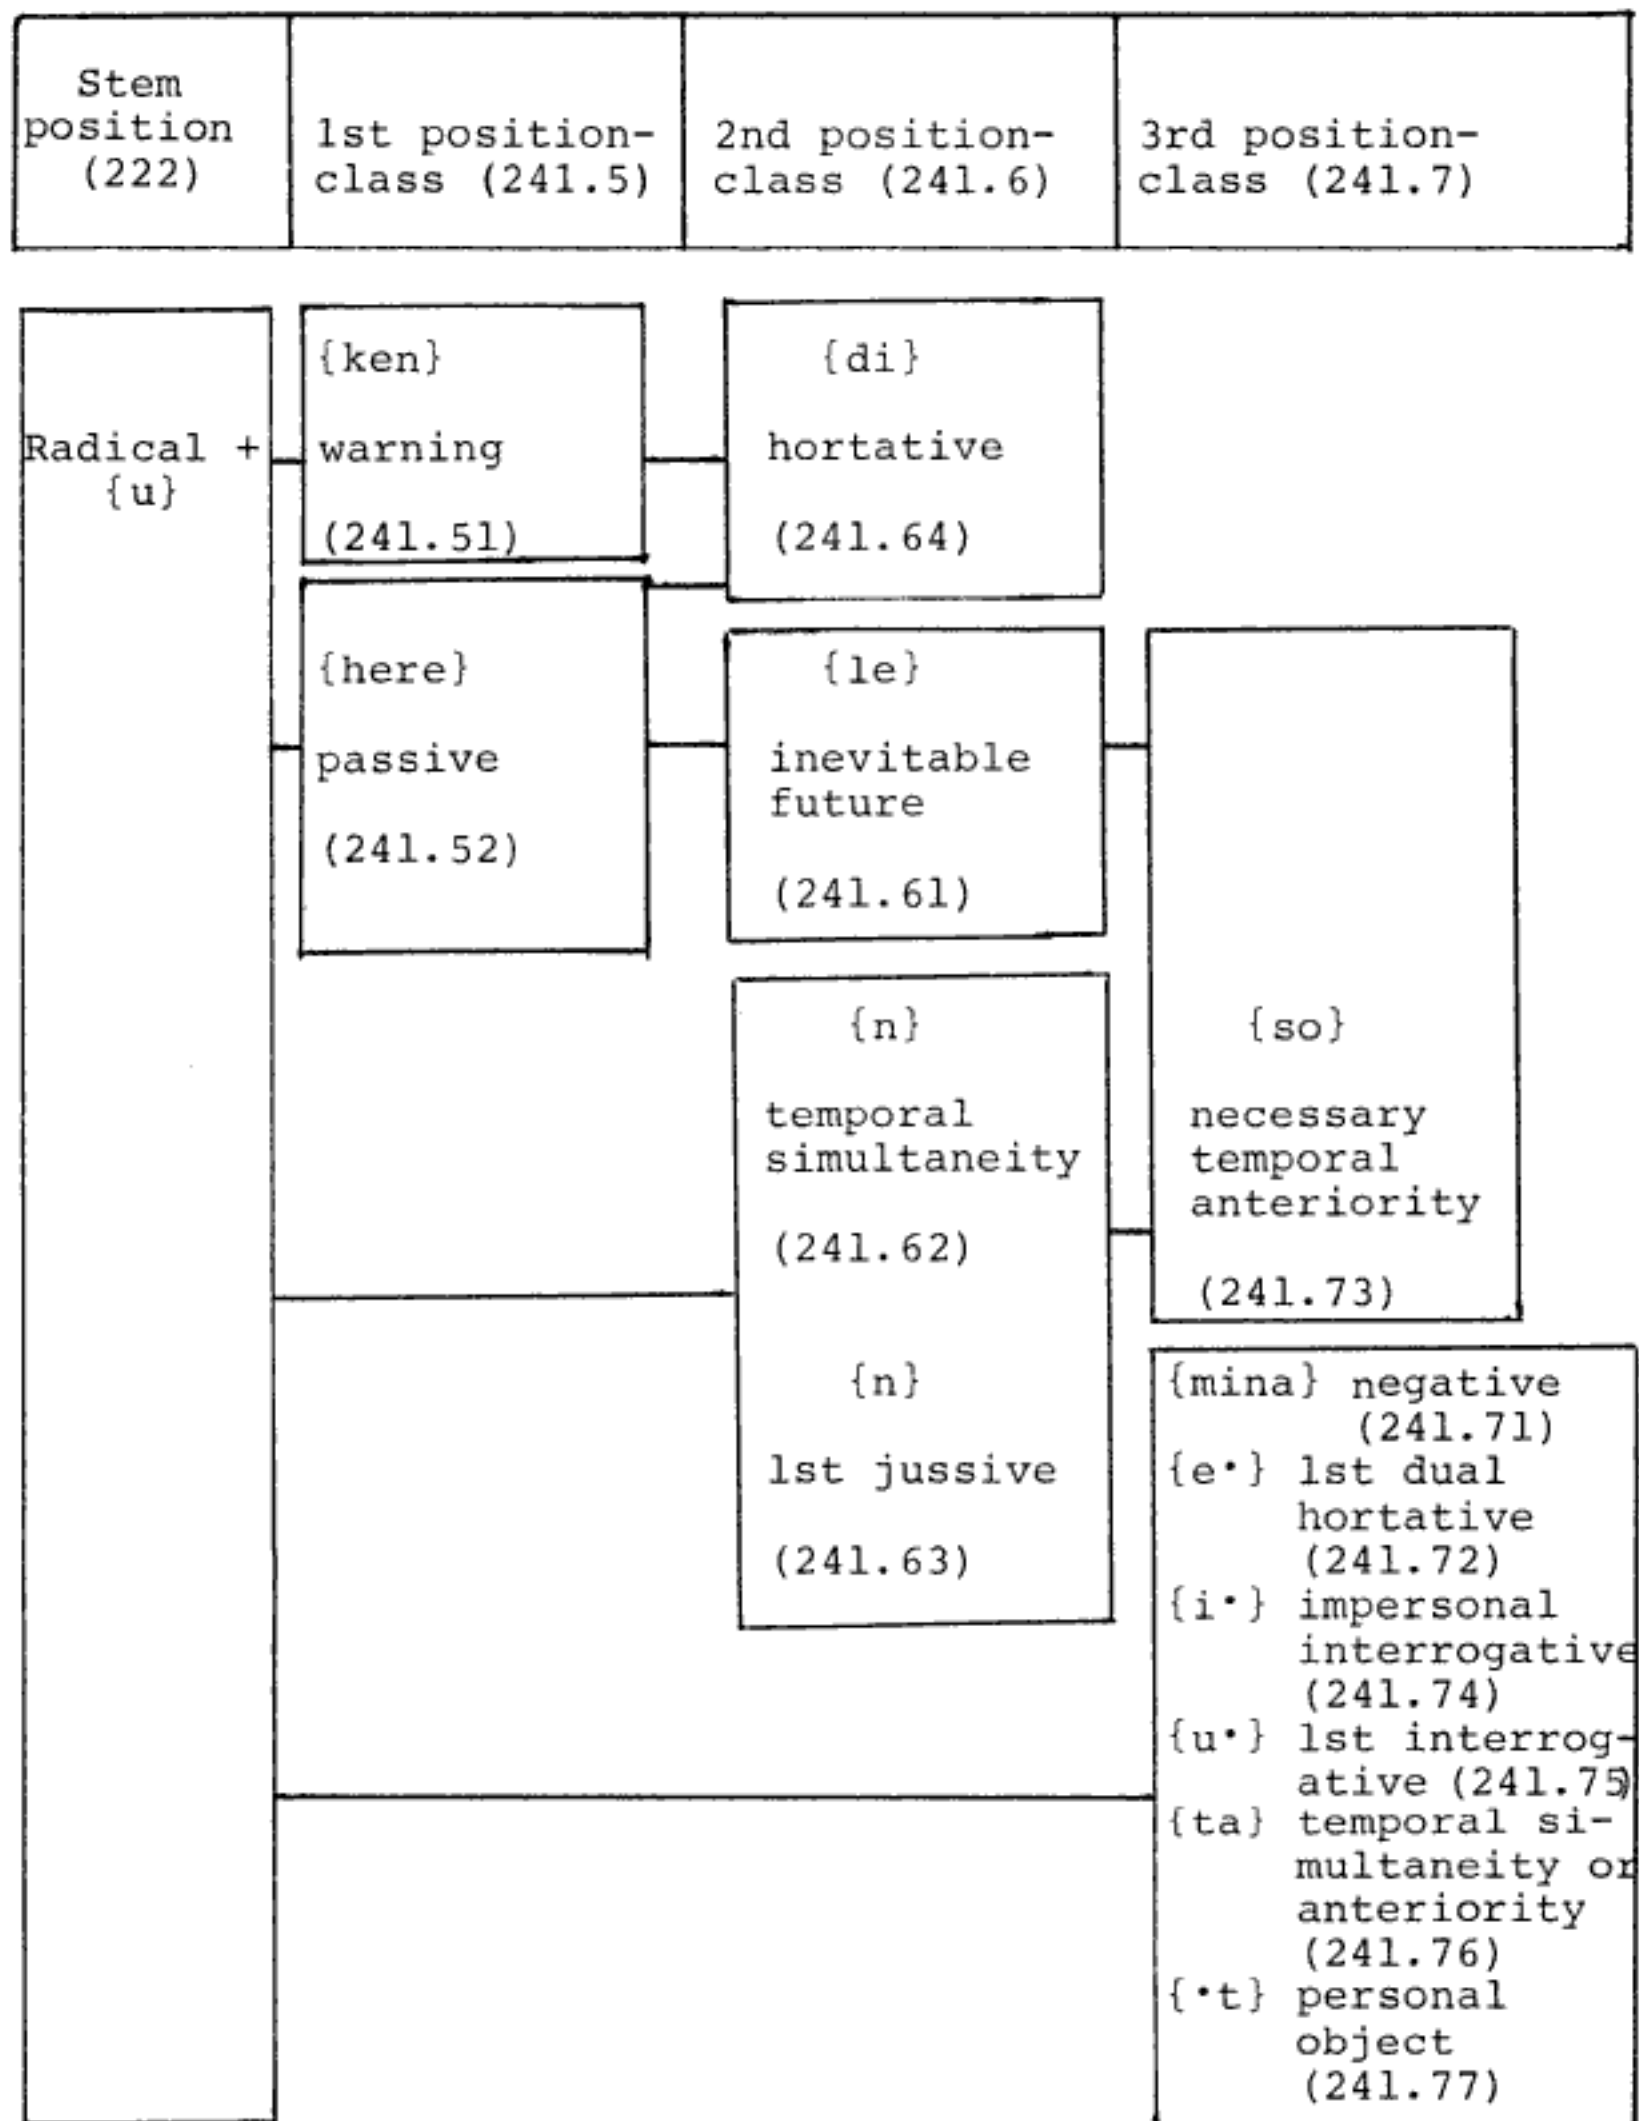 Stem
position
(222)
1st position-
class (241.5)
2nd position-
class (241.6)
3rd position-
class (241.7)
Radical +
{u}
{ken}
warning
(241.51)
{here}
passive
(241.52)
{di}
hortative
(241.64)
{le}
inevitable
future
(241.61)
{n}
temporal
simultaneity
(241.62)
{n}
1st jussive
(241.63)
{so}
necessary
temporal
anteriority
(241.73)
{mina} negative
(241.71)
{e·} 1st dual
hortative
(241.72)
{i·} impersonal
interrogative
(241.74)
{u·} 1st interrog-
ative (241.75)
{ta} temporal si-
multaneity or
anteriority
(241.76)
{·t} personal
object
(241.77)